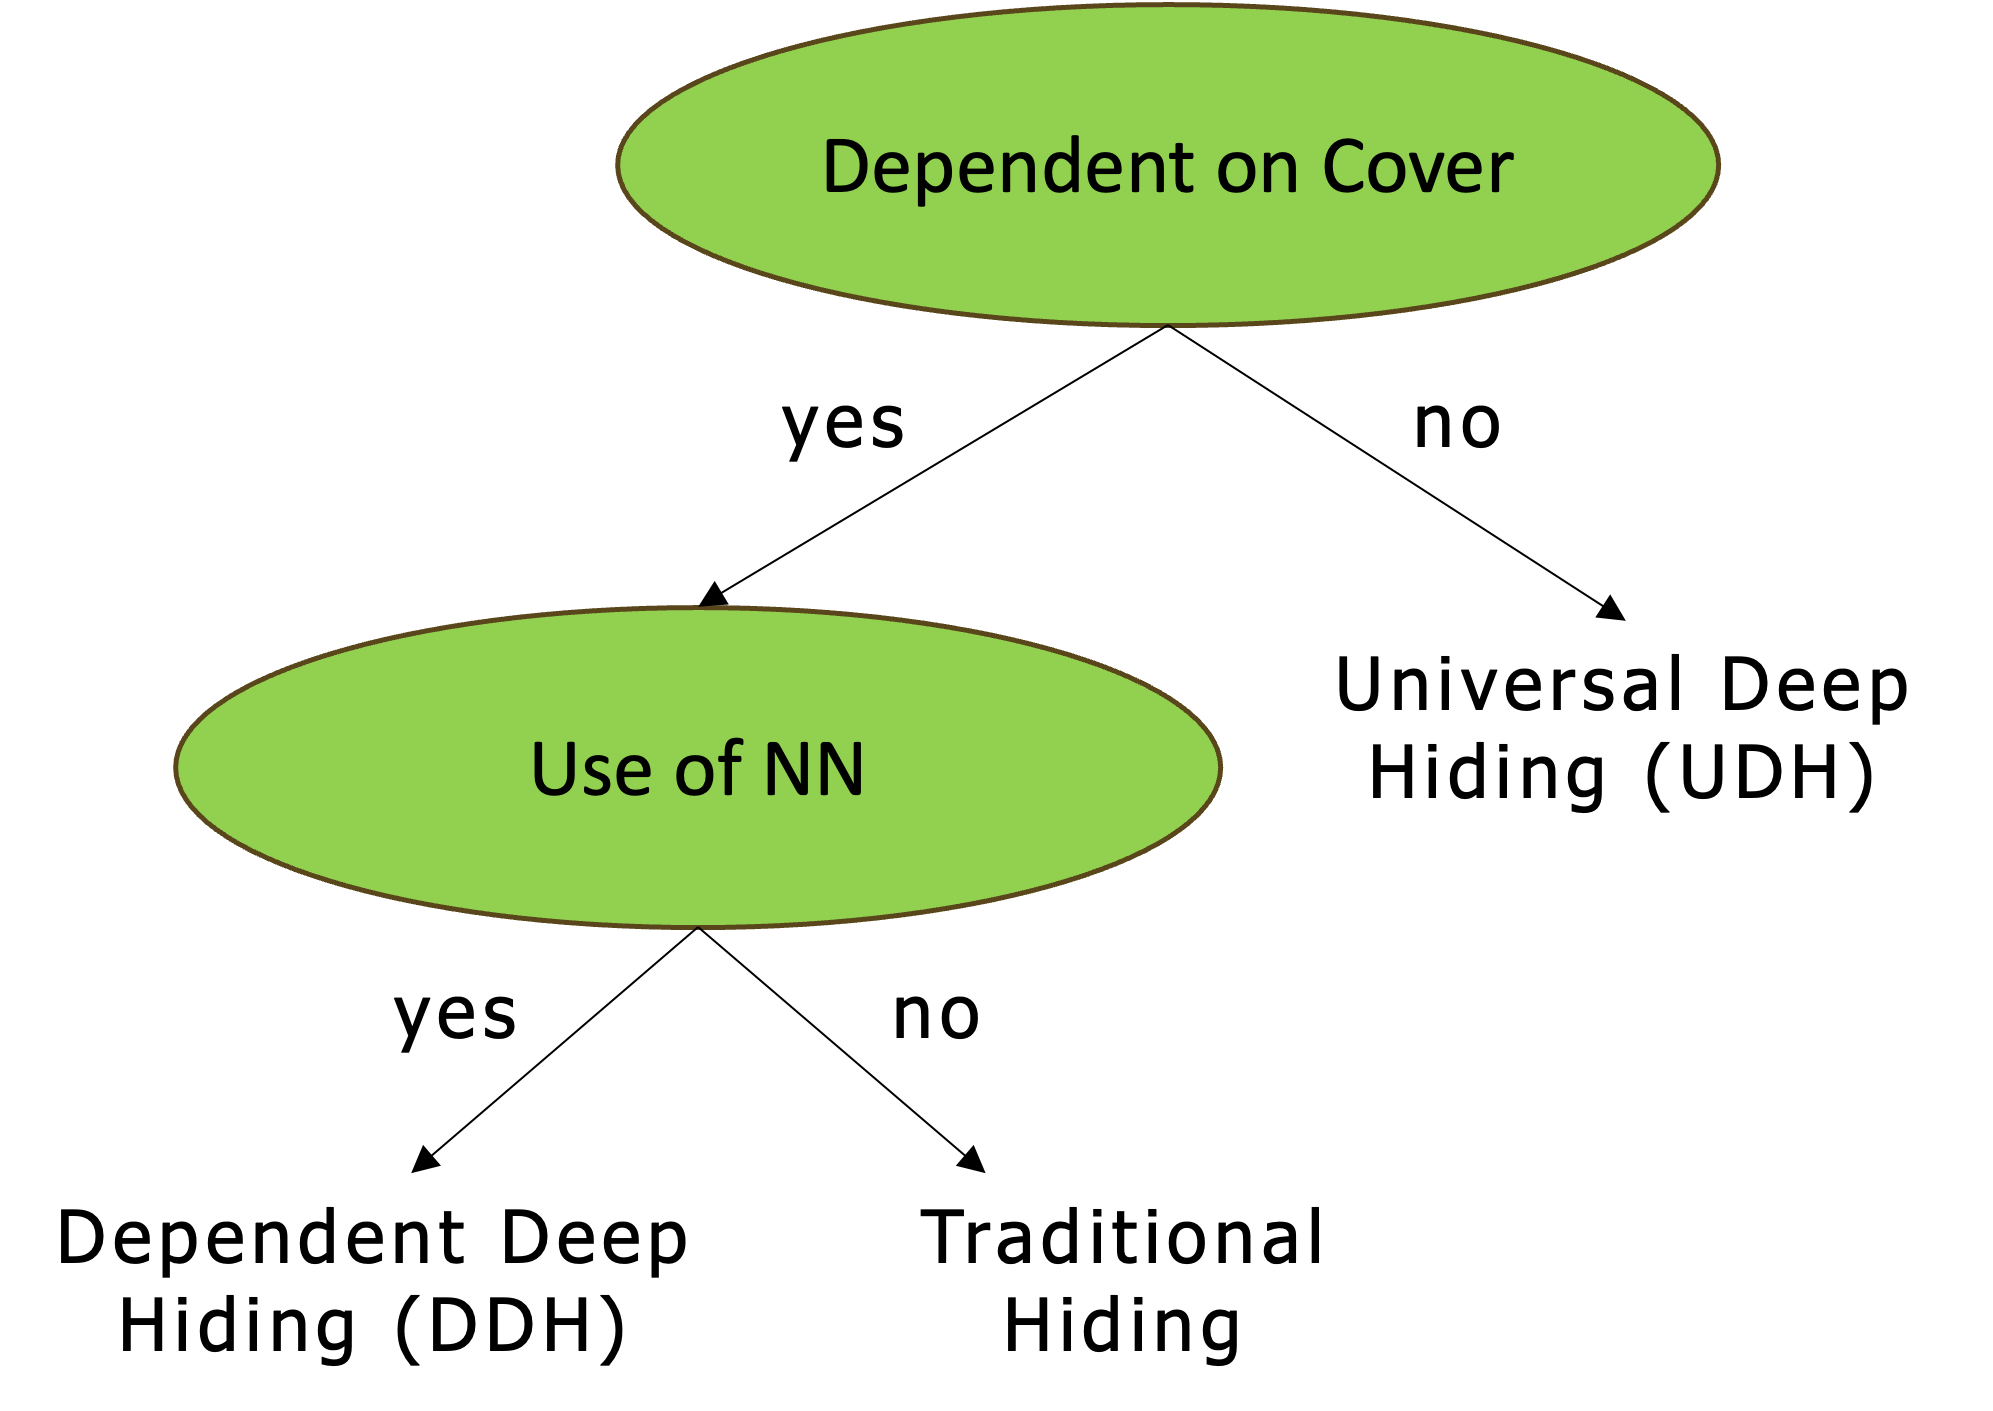 Dependent on Cover
yes
no
Use of NN
Universal Deep
Hiding (UDH)
yes
no
Dependent Deep
Hiding (DDH)
Traditional
Hiding